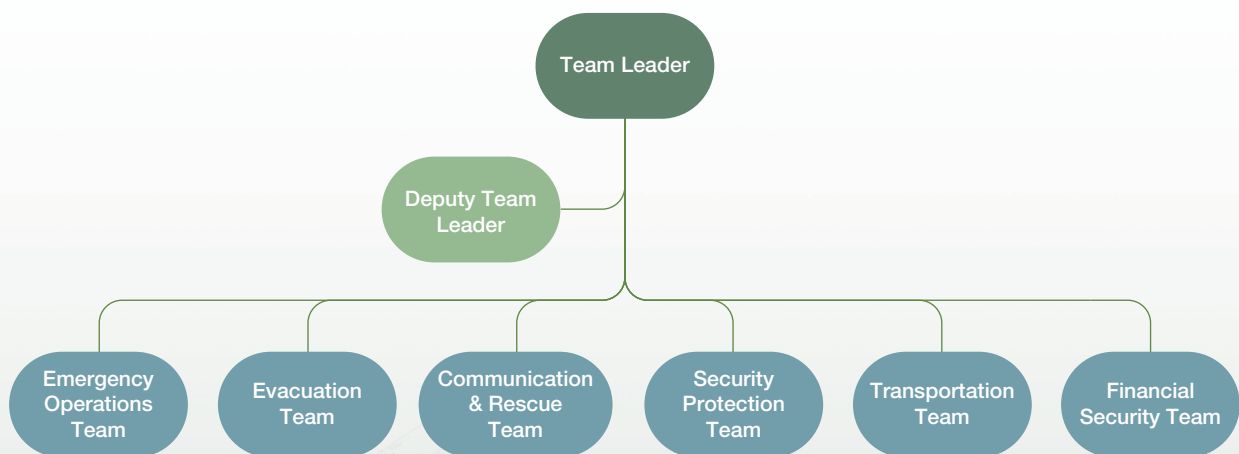 Team Leader
Deputy Team
Leader
Emergency
Operations
Team
Evacuation
Team
Communication
& Rescue
Team
Security
Protection
Team
Transportation
Team
Financial
Security Team